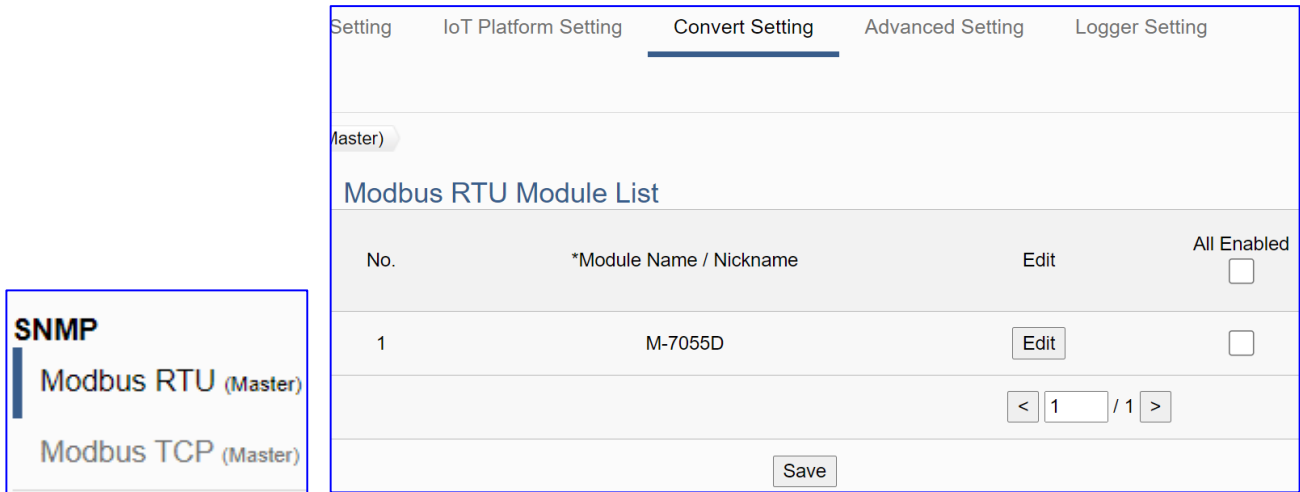 Setting IoT Platform Setting Convert Setting Advanced Setting Logger Setting
Master)
Modbus RTU Module List
No. *Module Name / Nickname Edit All Enabled
1 M-7055D Edit
< 1 / 1 >
Save
SNMP
Modbus RTU (Master)
Modbus TCP (Master)